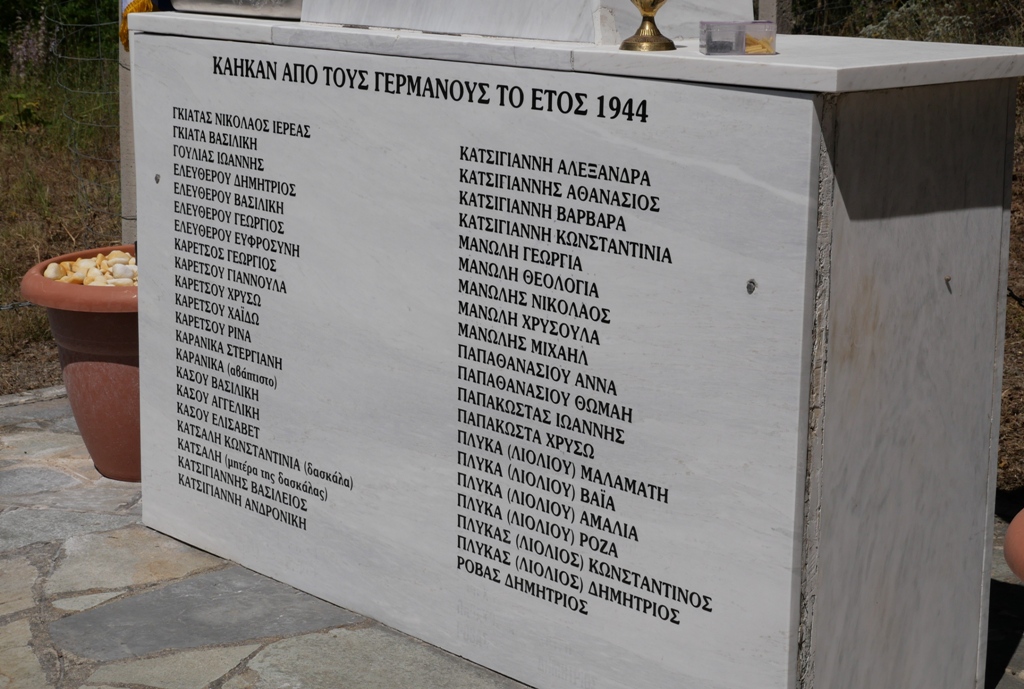 ΚΑΗΚΑΝ ΑΠΟ ΤΟΥΣ ΓΕΡΜΑΝΟΥΣ ΤΟ ΕΤΟΣ 1944
ΓΚΙΑΤΑΣ ΝΙΚΟΛΑΟΣ ΙΕΡΕΑΣ
ΓΚΙΑΤΑ ΒΑΣΙΛΙΚΗ
ΓΟΥΛΙΑΣ ΙΩΑΝΝΗΣ
ΕΛΕΥΘΕΡΟΥ ΔΗΜΗΤΡΙΟΣ
ΕΛΕΥΘΕΡΟΥ ΒΑΣΙΛΙΚΗ
ΕΛΕΥΘΕΡΟΥ ΓΕΩΡΓΙΟΣ
ΕΛΕΥΘΕΡΟΥ ΕΥΦΡΟΣΥΝΗ
ΚΑΡΕΤΣΟΣ ΓΕΩΡΓΙΟΣ
ΚΑΡΕΤΣΟΥ ΓΙΑΝΝΟΥΛΑ
ΚΑΡΕΤΣΟΥ ΧΡΥΣΩ
ΚΑΡΕΤΣΟΥ ΧΑΪΔΩ
ΚΑΡΕΤΣΟΥ ΡΙΝΑ
ΚΑΡΑΝΙΚΑ ΣΤΕΡΓΙΑΝΗ
ΚΑΡΑΝΙΚΑ (αβάπτιστο)
ΚΑΣΟΥ ΒΑΣΙΛΙΚΗ
ΚΑΣΟΥ ΑΓΓΕΛΙΚΗ
ΚΑΣΟΥ ΕΛΙΣΑΒΕΤ
ΚΑΤΣΑΛΗ ΚΩΝΣΤΑΝΤΙΝΙΑ (δασκάλα)
ΚΑΤΣΑΛΗ (μητέρα της δασκάλας)
ΚΑΤΣΙΓΙΑΝΝΗΣ ΒΑΣΙΛΕΙΟΣ
ΚΑΤΣΙΓΙΑΝΝΗ ΑΝΔΡΟΝΙΚΗ
ΚΑΤΣΙΓΙΑΝΝΗ ΑΛΕΞΑΝΔΡΑ
ΚΑΤΣΙΓΙΑΝΝΗΣ ΑΘΑΝΑΣΙΟΣ
ΚΑΤΣΙΓΙΑΝΝΗ ΒΑΡΒΑΡΑ
ΚΑΤΣΙΓΙΑΝΝΗ ΚΩΝΣΤΑΝΤΙΝΙΑ
ΜΑΝΩΛΗ ΓΕΩΡΓΙΑ
ΜΑΝΩΛΗ ΘΕΟΛΟΓΙΑ
ΜΑΝΩΛΗΣ ΝΙΚΟΛΑΟΣ
ΜΑΝΩΛΗ ΧΡΥΣΟΥΛΑ
ΜΑΝΩΛΗΣ ΜΙΧΑΗΛ
ΠΑΠΑΘΑΝΑΣΙΟΥ ΑΝΝΑ
ΠΑΠΑΘΑΝΑΣΙΟΥ ΘΩΜΑΗ
ΠΑΠΑΚΩΣΤΑΣ ΙΩΑΝΝΗΣ
ΠΑΠΑΚΩΣΤΑ ΧΡΥΣΩ
ΠΛΥΚΑ (ΛΙΟΛΙΟΥ) ΜΑΛΑΜΑΤΗ
ΠΛΥΚΑ (ΛΙΟΛΙΟΥ) ΒΑΪΑ
ΠΛΥΚΑ (ΛΙΟΛΙΟΥ) ΑΜΑΛΙΑ
ΠΛΥΚΑ (ΛΙΟΛΙΟΥ) ΡΟΖΑ
ΠΛΥΚΑΣ (ΛΙΟΛΙΟΣ) ΚΩΝΣΤΑΝΤΙΝΟΣ
ΠΛΥΚΑΣ (ΛΙΟΛΙΟΣ) ΔΗΜΗΤΡΙΟΣ
ΡΟΒΑΣ ΔΗΜΗΤΡΙΟΣ